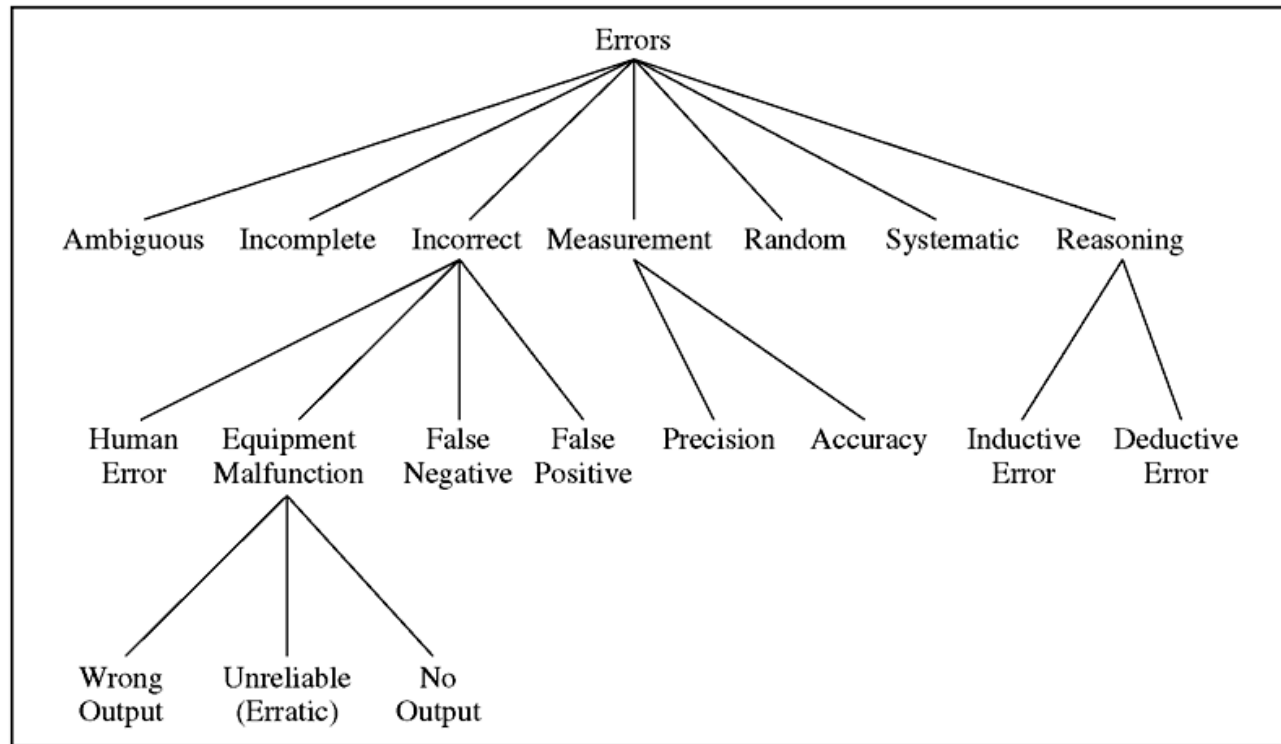 Errors
Ambiguous Incomplete Incorrect Measurement Random Systematic Reasoning
Human Equipment False False Precision Accuracy Inductive Deductive
Error Malfunction Negative Positive Error Error
Wrong Unreliable No
Output (Erratic) Output